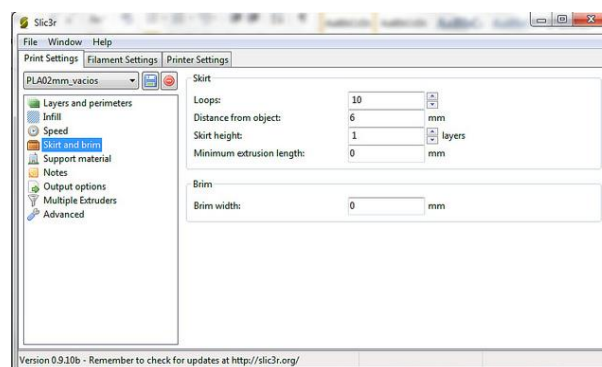 Slic3r
File Window Help
Print Settings Filament Settings Printer Settings
PLA02mm_vacios
Layers and perimeters
Infill
Speed
Skirt and brim
Support material
Notes
Output options
Multiple Extruders
Advanced
Skirt
Loops: 10
Distance from object: 6 mm
Skirt height: 1 layers
Minimum extrusion length: 0 mm
Brim
Brim width: 0 mm
Version 0.9.10b - Remember to check for updates at http://slic3r.org/